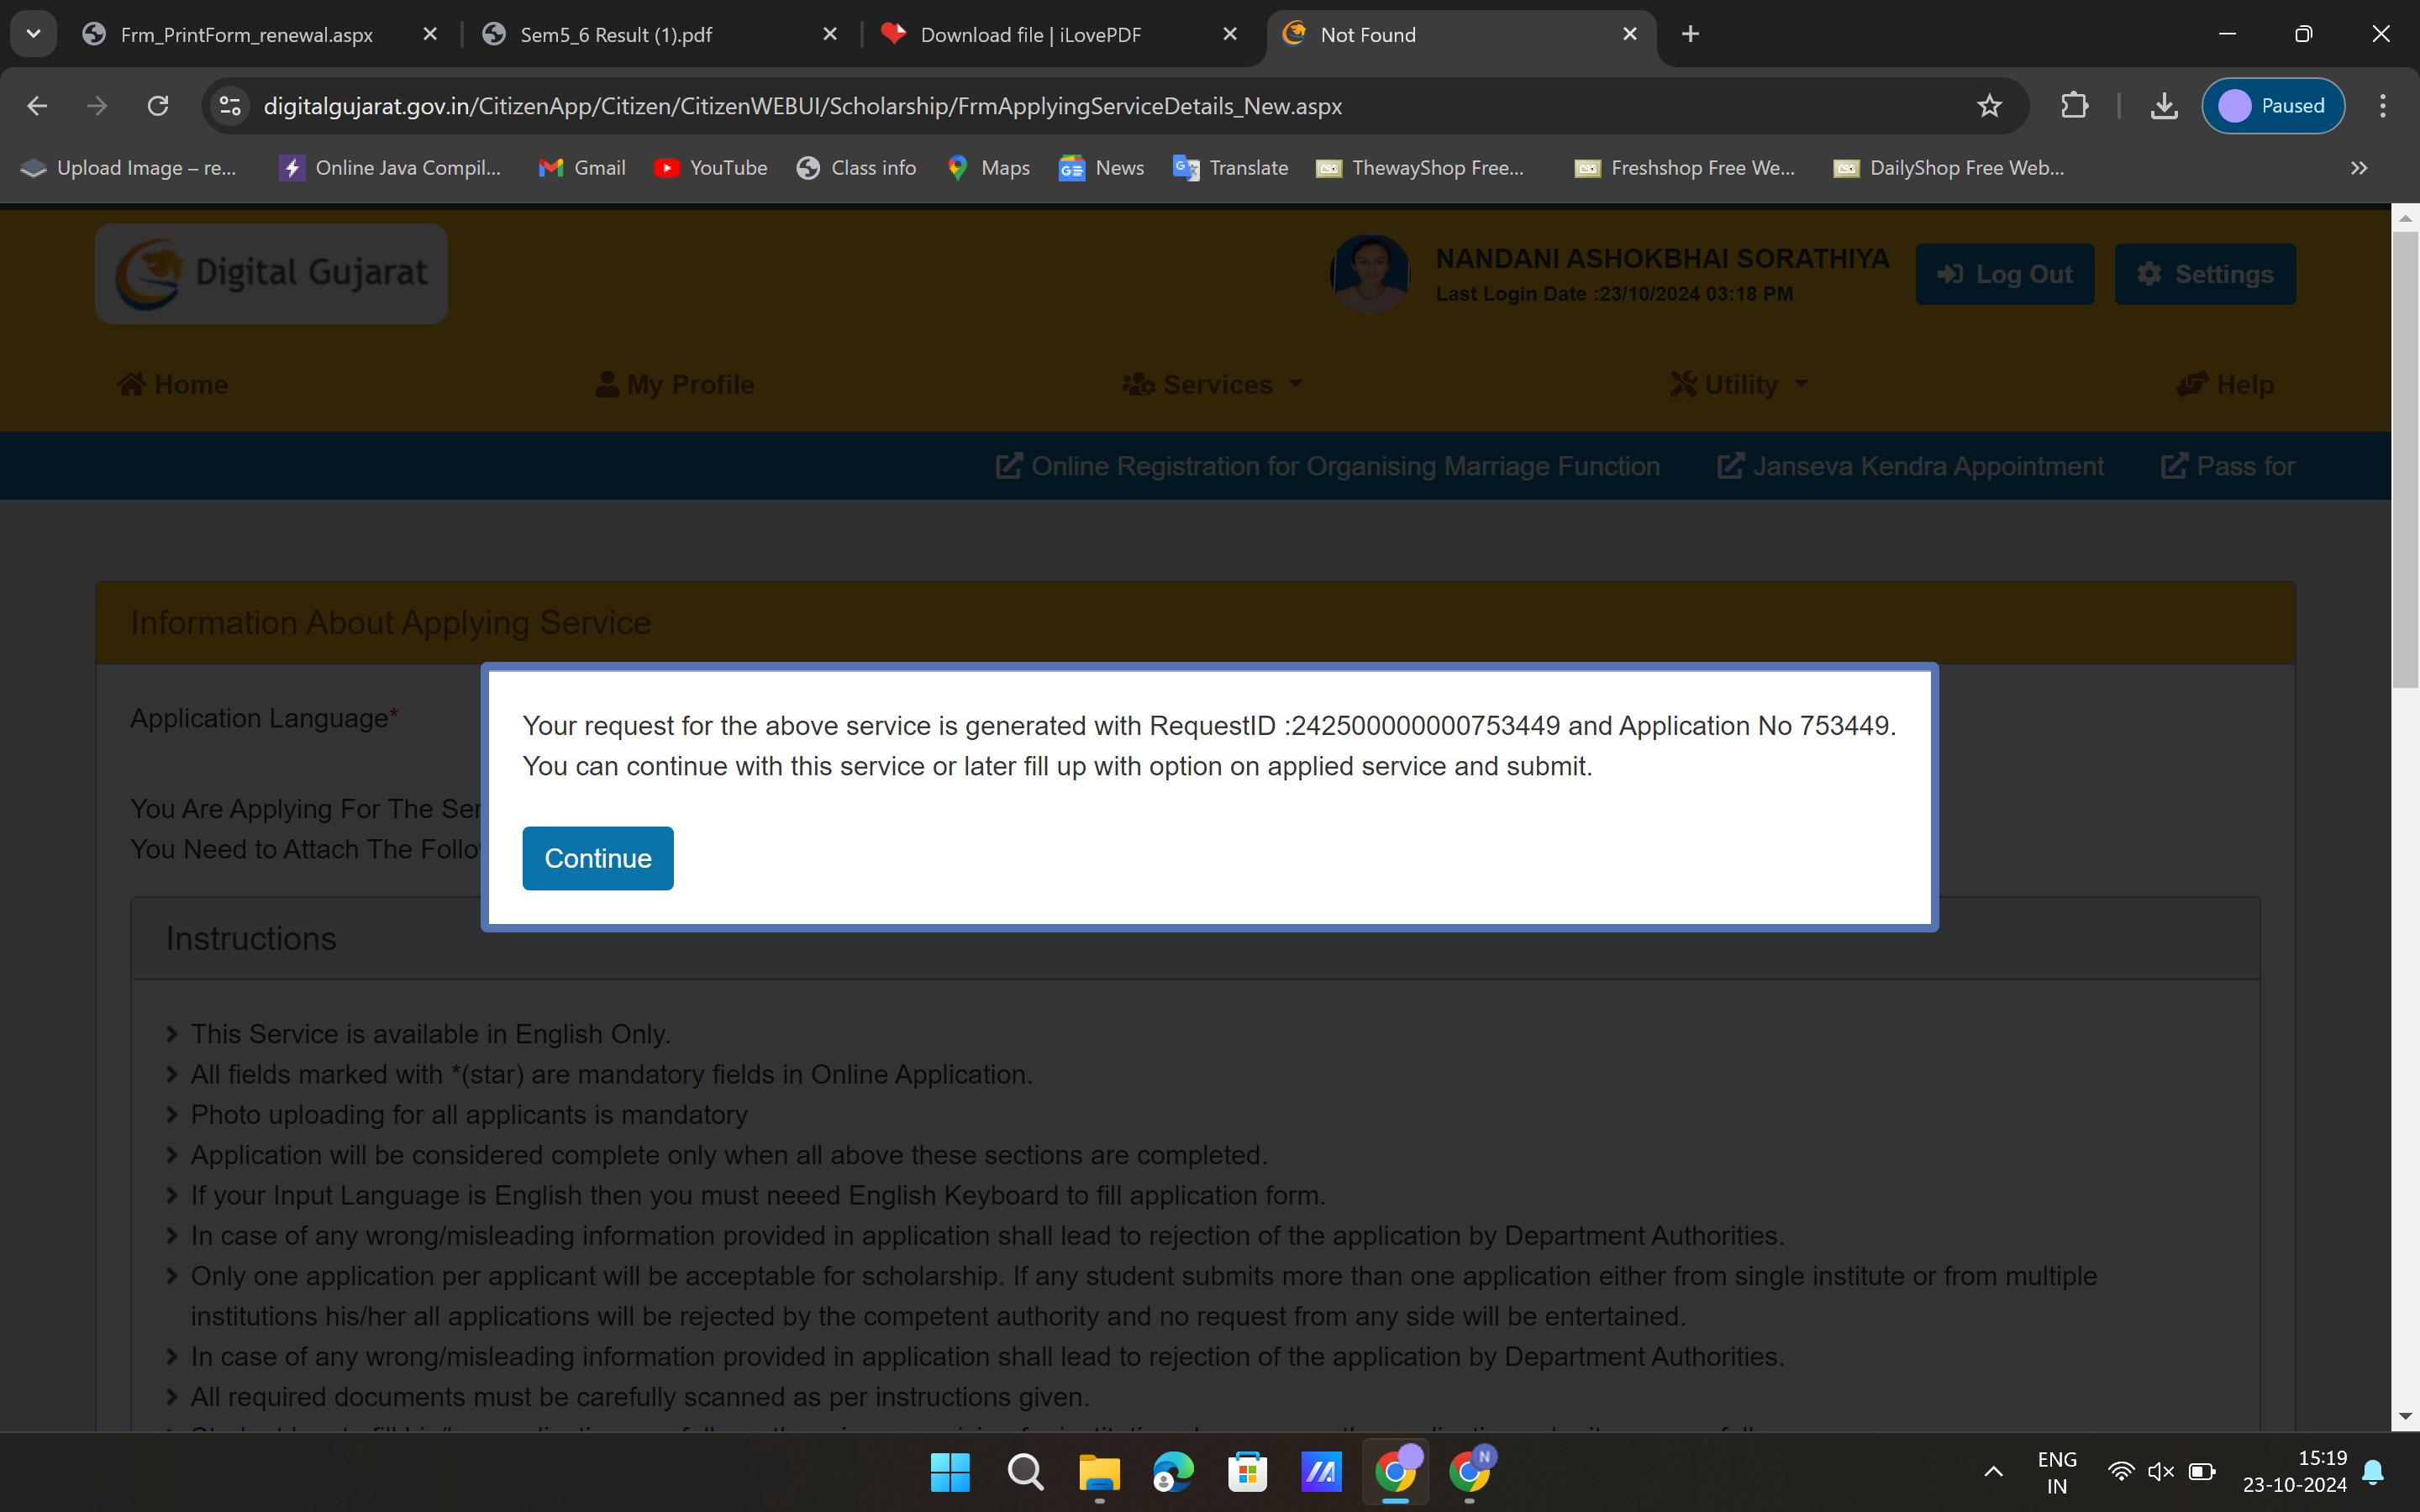 Frm_PrintForm_renewal.aspx
Sem5_6 Result (1).pdf
Download file | iLovePDF
Not Found
digitalgujarat.gov.in/CitizenApp/Citizen/CitizenWEBUI/Scholarship/FrmApplyingServiceDetails_New.aspx
Paused
Upload Image – re...
Online Java Compil...
Gmail
YouTube
Class info
Maps
News
Translate
ThewayShop Free...
Freshshop Free We...
DailyShop Free Web...
Digital Gujarat
NANDANI ASHOKBHAI SORATHIYA
Last Login Date :23/10/2024 03:18 PM
Log Out
Settings
Home
My Profile
Services
Utility
Help
Online Registration for Organising Marriage Function
Janseva Kendra Appointment
Pass for
Information About Applying Service
Application Language*
You Are Applying For The Ser
You Need to Attach The Follo
Your request for the above service is generated with RequestID :242500000000753449 and Application No 753449.
You can continue with this service or later fill up with option on applied service and submit.
Continue
Instructions
This Service is available in English Only.
All fields marked with *(star) are mandatory fields in Online Application.
Photo uploading for all applicants is mandatory
Application will be considered complete only when all above these sections are completed.
If your Input Language is English then you must neeed English Keyboard to fill application form.
In case of any wrong/misleading information provided in application shall lead to rejection of the application by Department Authorities.
Only one application per applicant will be acceptable for scholarship. If any student submits more than one application either from single institute or from multiple
institutions his/her all applications will be rejected by the competent authority and no request from any side will be entertained.
In case of any wrong/misleading information provided in application shall lead to rejection of the application by Department Authorities.
All required documents must be carefully scanned as per instructions given.
N
ENG
IN
15:19
23-10-2024